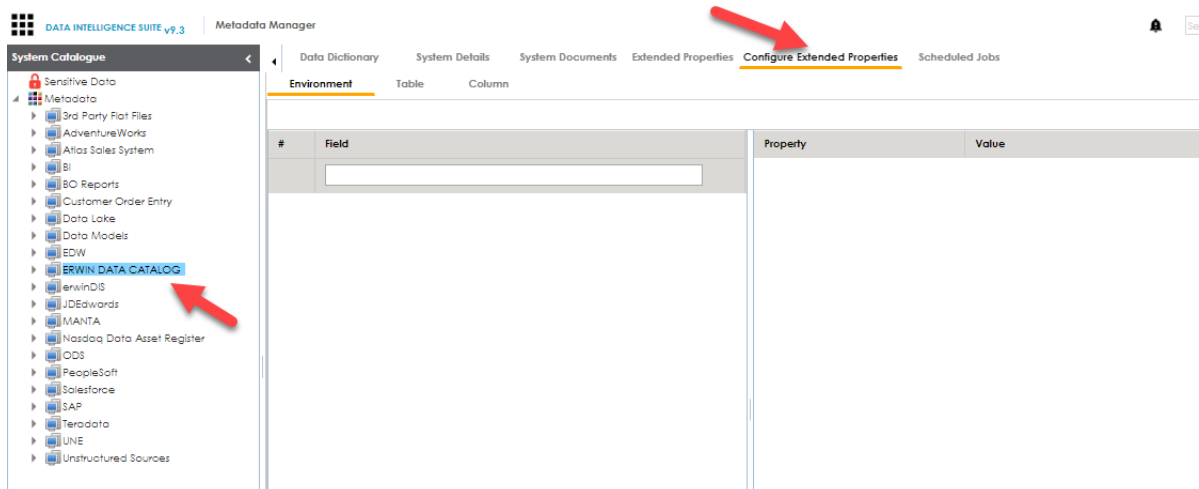 DATA INTELLIGENCE SUITE v9.3 Metadata Manager Se
System Catalogue Data Dictionary System Details System Documents Extended Properties Configure Extended Properties Scheduled Jobs
Sensitive Data Environment Table Column
Metadata
3rd Party Flat Files
AdventureWorks
# Field Property Value
Atlas Sales System
BI
BO Reports
Customer Order Entry
Data Lake
Data Models
EDW
ERWIN DATA CATALOG
erwinDIS
JDEdwards
MANTA
Nasdaq Data Asset Register
ODS
PeopleSoft
Salesforce
SAP
Teradata
UNE
Unstructured Sources